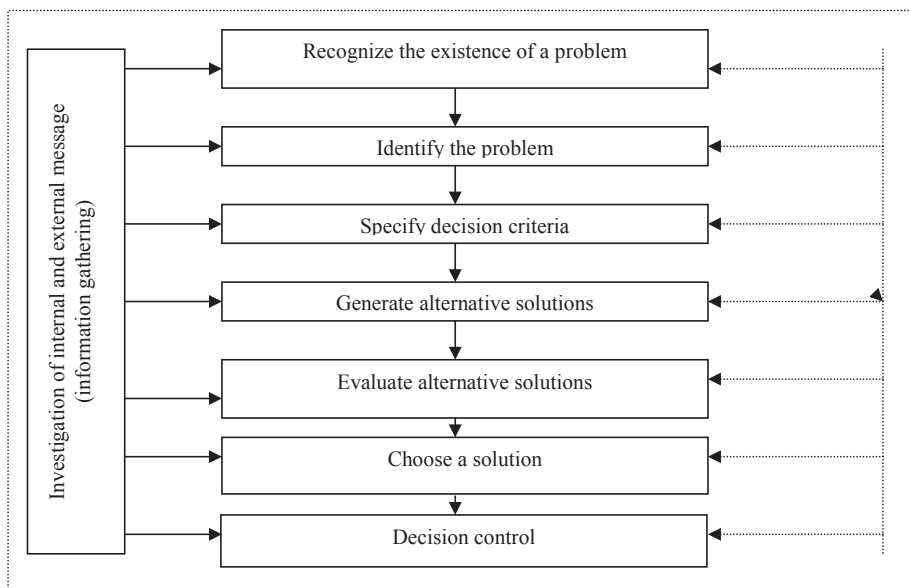 Investigation of internal and external message
(information gathering)
Recognize the existence of a problem
Identify the problem
Specify decision criteria
Generate alternative solutions
Evaluate alternative solutions
Choose a solution
Decision control